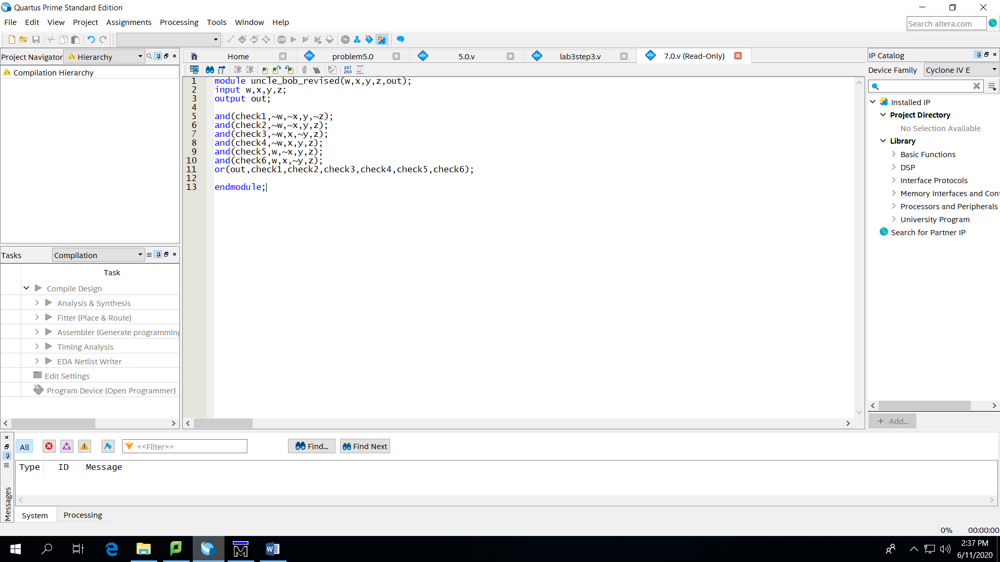 Quartus Prime Standard Edition
File Edit View Project Assignments Processing Tools Window Help
Search altera.com
Project Navigator Hierarchy
Compilation Hierarchy
Home problem5.0 5.0.v lab3step3.v 7.0.v (Read-Only)
267
268
1 module uncle_bob_revised(w,x,y,z,out);
2 input w,x,y,z;
3 output out;
4
5 and(check1,~w,~x,y,~z);
6 and(check2,~w,~x,y,z);
7 and(check3,~w,x,~y,z);
8 and(check4,~w,x,y,z);
9 and(check5,w,~x,y,z);
10 and(check6,w,x,~y,z);
11 or(out,check1,check2,check3,check4,check5,check6);
12
13 endmodule;
IP Catalog
Device Family Cyclone IV E
Installed IP
Project Directory
No Selection Available
Library
Basic Functions
DSP
Interface Protocols
Memory Interfaces and Cont
Processors and Peripherals
University Program
Search for Partner IP
+ Add...
Tasks Compilation
Task
Compile Design
Analysis & Synthesis
Fitter (Place & Route)
Assembler (Generate programming
Timing Analysis
EDA Netlist Writer
Edit Settings
Program Device (Open Programmer)
All <<Filter>> Find... Find Next
Type ID Message
Messages
System Processing
0% 00:00:00
2:37 PM
6/11/2020